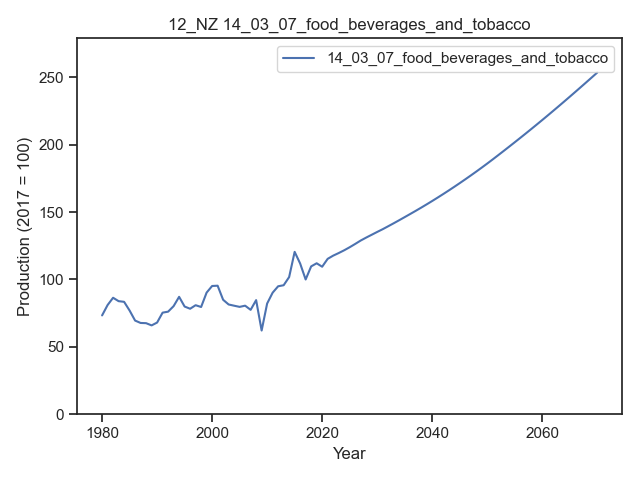 12_NZ 14_03_07_food_beverages_and_tobacco
14_03_07_food_beverages_and_tobacco
Production (2017 = 100)
250
200
150
100
50
0
1980 2000 2020 2040 2060
Year